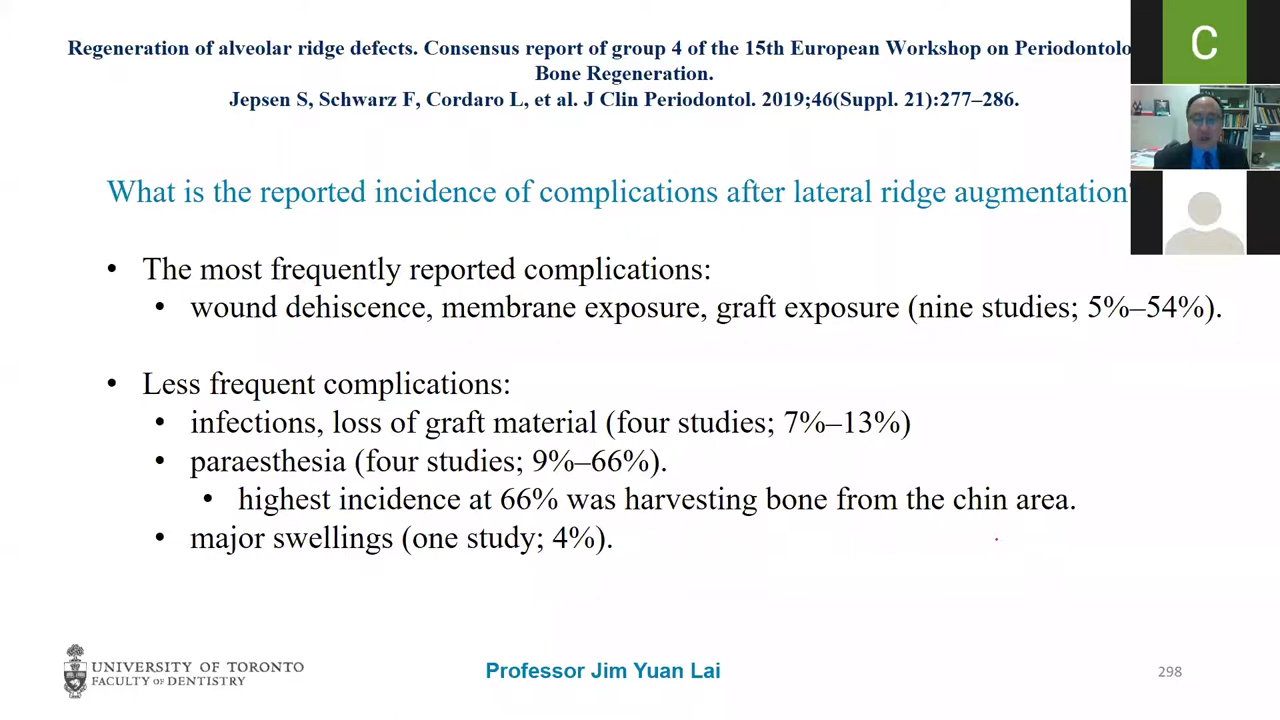 Regeneration of alveolar ridge defects. Consensus report of group 4 of the 15th European Workshop on Periodontolo
Bone Regeneration.
Jepsen S, Schwarz F, Cordaro L, et al. J Clin Periodontol. 2019;46(Suppl. 21):277–286.
C
What is the reported incidence of complications after lateral ridge augmentation
• The most frequently reported complications:
• wound dehiscence, membrane exposure, graft exposure (nine studies; 5%–54%).
• Less frequent complications:
• infections, loss of graft material (four studies; 7%–13%)
• paraesthesia (four studies; 9%–66%).
• highest incidence at 66% was harvesting bone from the chin area.
• major swellings (one study; 4%).
UNIVERSITY OF TORONTO
FACULTY OF DENTISTRY
Professor Jim Yuan Lai
298